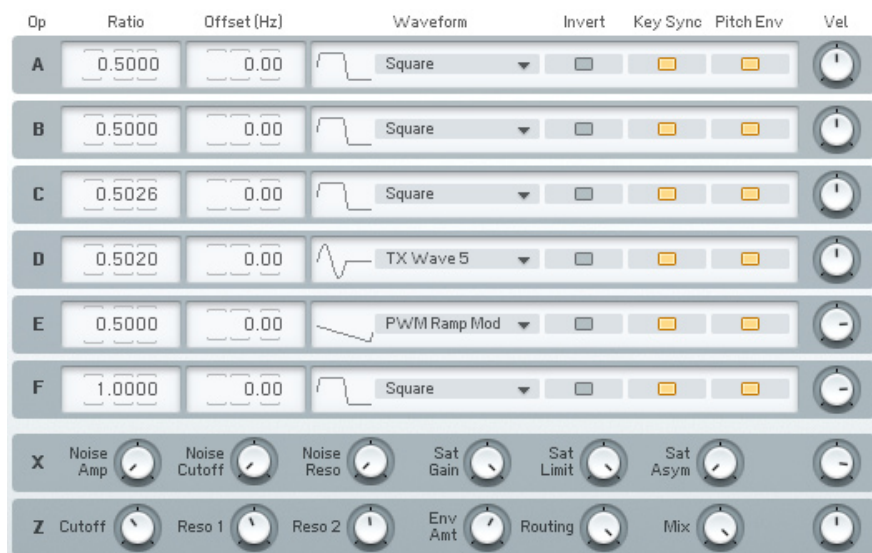 Op Ratio Offset (Hz) Waveform Invert Key Sync Pitch Env Vel
A 0.5000 0.00 Square
B 0.5000 0.00 Square
C 0.5026 0.00 Square
D 0.5020 0.00 TX Wave 5
E 0.5000 0.00 PWM Ramp Mod
F 1.0000 0.00 Square
X Noise Amp Noise Cutoff Noise Reso Sat Gain Sat Limit Sat Asym
Z Cutoff Reso 1 Reso 2 Env Amt Routing Mix